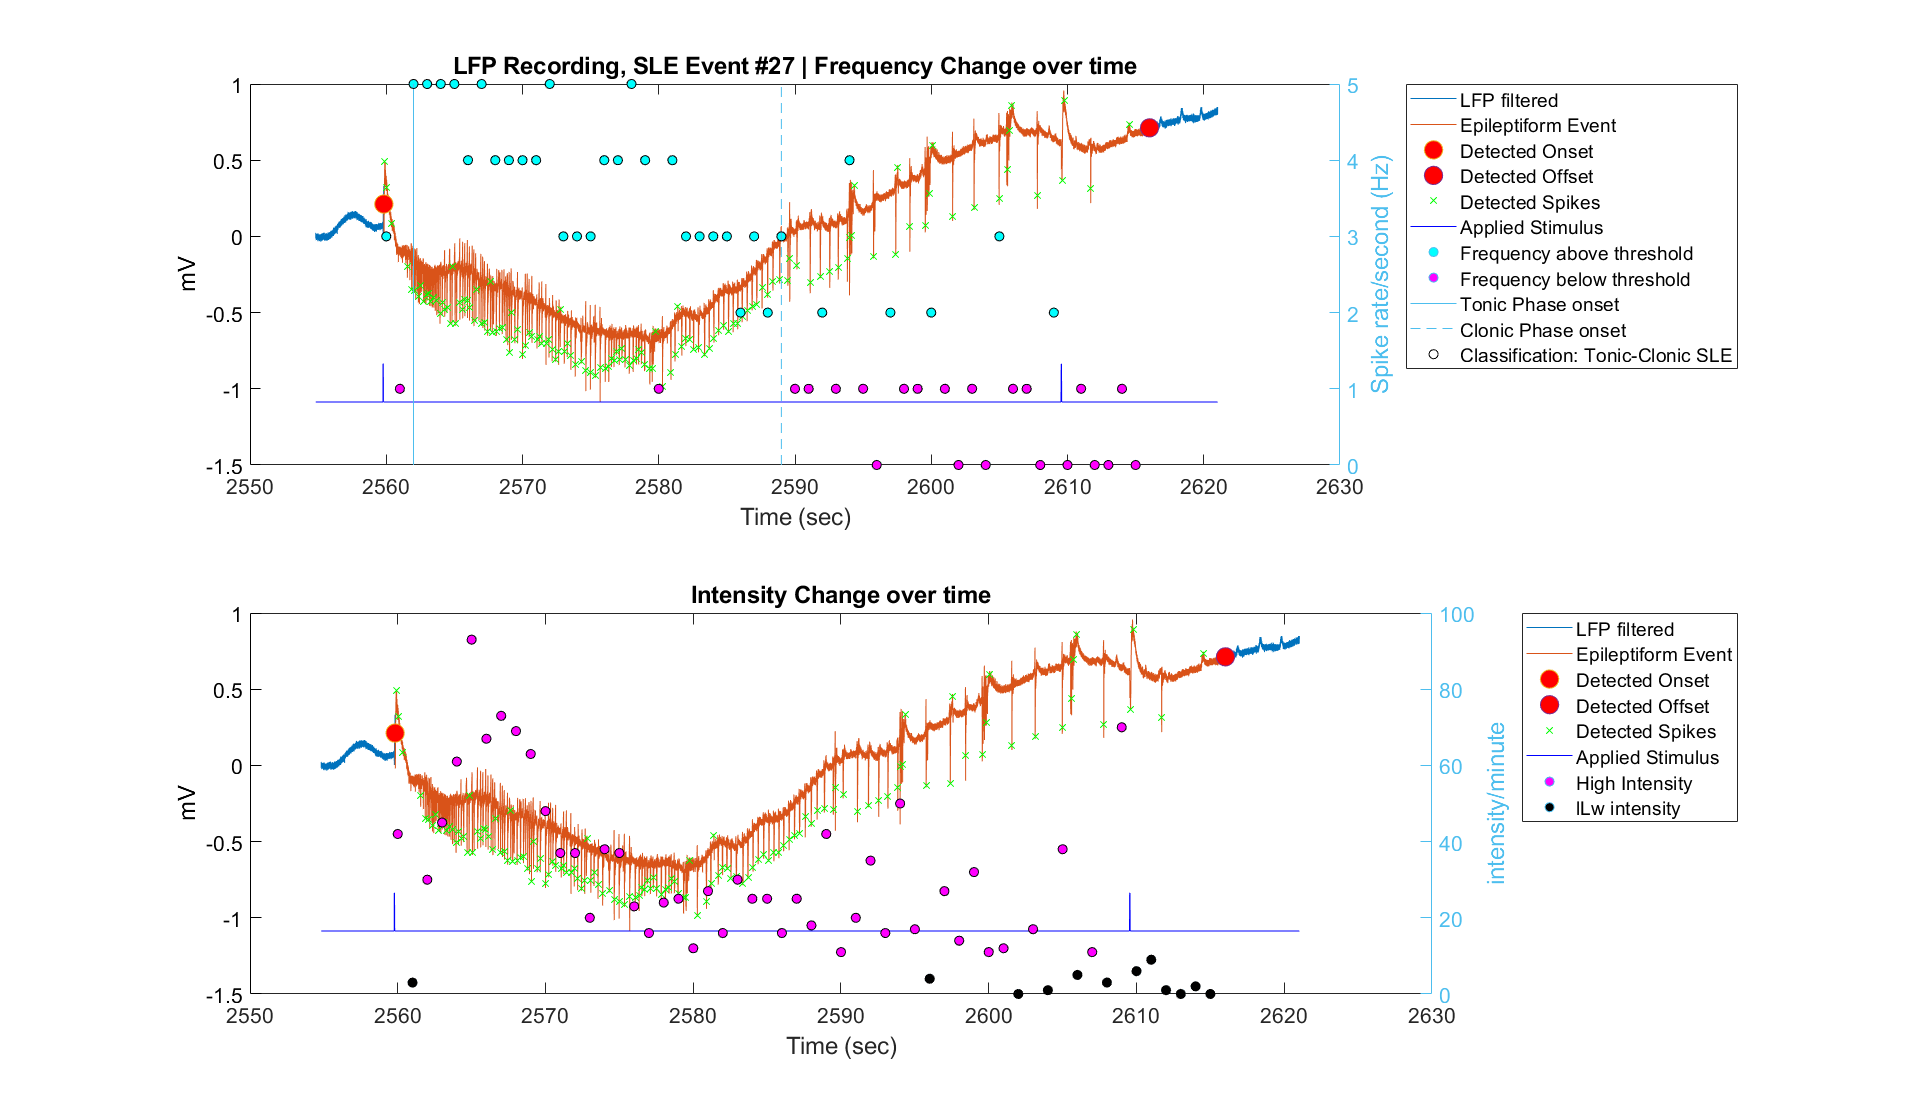 LFP Recording, SLE Event #27 | Frequency Change over time
1
0.5
0
-0.5
-1
-1.5
mV
2550
2560
2570
2580
2590
2600
2610
2620
2630
Time (sec)
5
4
3
2
1
0
Spike rate/second (Hz)
LFP filtered
Epileptiform Event
Detected Onset
Detected Offset
Detected Spikes
Applied Stimulus
Frequency above threshold
Frequency below threshold
Tonic Phase onset
Clonic Phase onset
Classification: Tonic-Clonic SLE
Intensity Change over time
1
0.5
0
-0.5
-1
-1.5
mV
2550
2560
2570
2580
2590
2600
2610
2620
2630
Time (sec)
100
80
60
40
20
0
intensity/minute
LFP filtered
Epileptiform Event
Detected Onset
Detected Offset
Detected Spikes
Applied Stimulus
High Intensity
lLw intensity